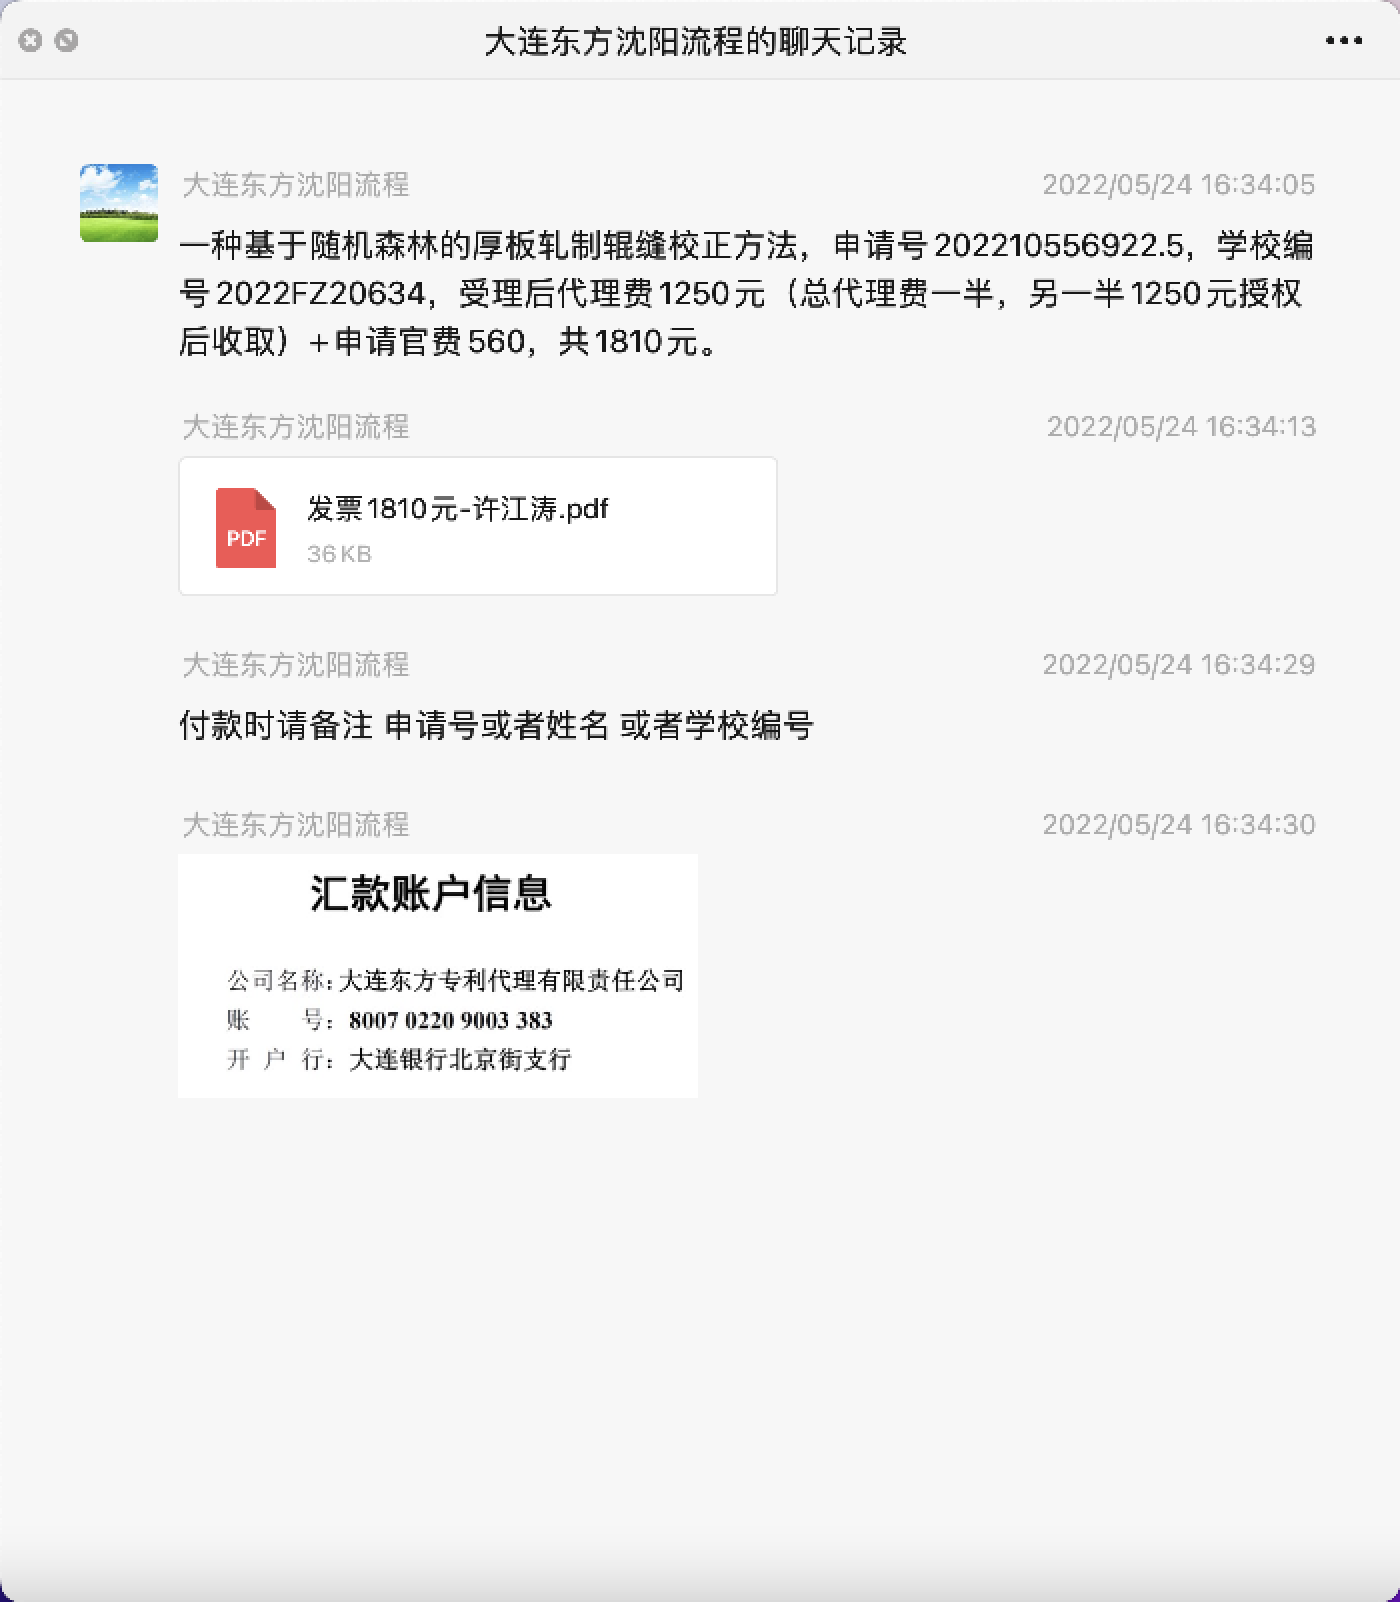 大连东方沈阳流程的聊天记录
大连东方沈阳流程 2022/05/24 16:34:05
一种基于随机森林的厚板轧制辊缝校正方法，申请号202210556922.5，学校编
号2022FZ20634，受理后代理费1250元（总代理费一半，另一半1250元授权
后收取）+申请官费560，共1810元。
大连东方沈阳流程 2022/05/24 16:34:13
发票1810元-许江涛.pdf
PDF
36KB
大连东方沈阳流程 2022/05/24 16:34:29
付款时请备注 申请号或者姓名 或者学校编号
大连东方沈阳流程 2022/05/24 16:34:30
汇款账户信息
公司名称：大连东方专利代理有限责任公司
账 号：8007 0220 9003 383
开 户 行：大连银行北京街支行